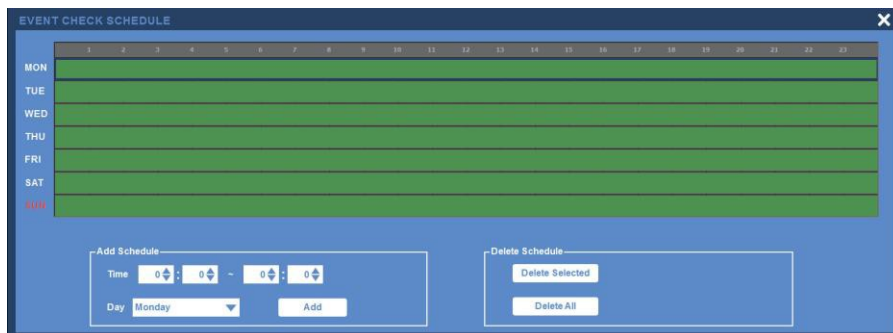 EVENT CHECK SCHEDULE
1 2 3 4 5 6 7 8 9 10 11 12 13 14 15 16 17 18 19 20 21 22 23
MON
TUE
WED
THU
FRI
SAT
SUN
Add Schedule
Time 0 : 0 ~ 0 : 0
Day Monday Add
Delete Schedule
Delete Selected
Delete All